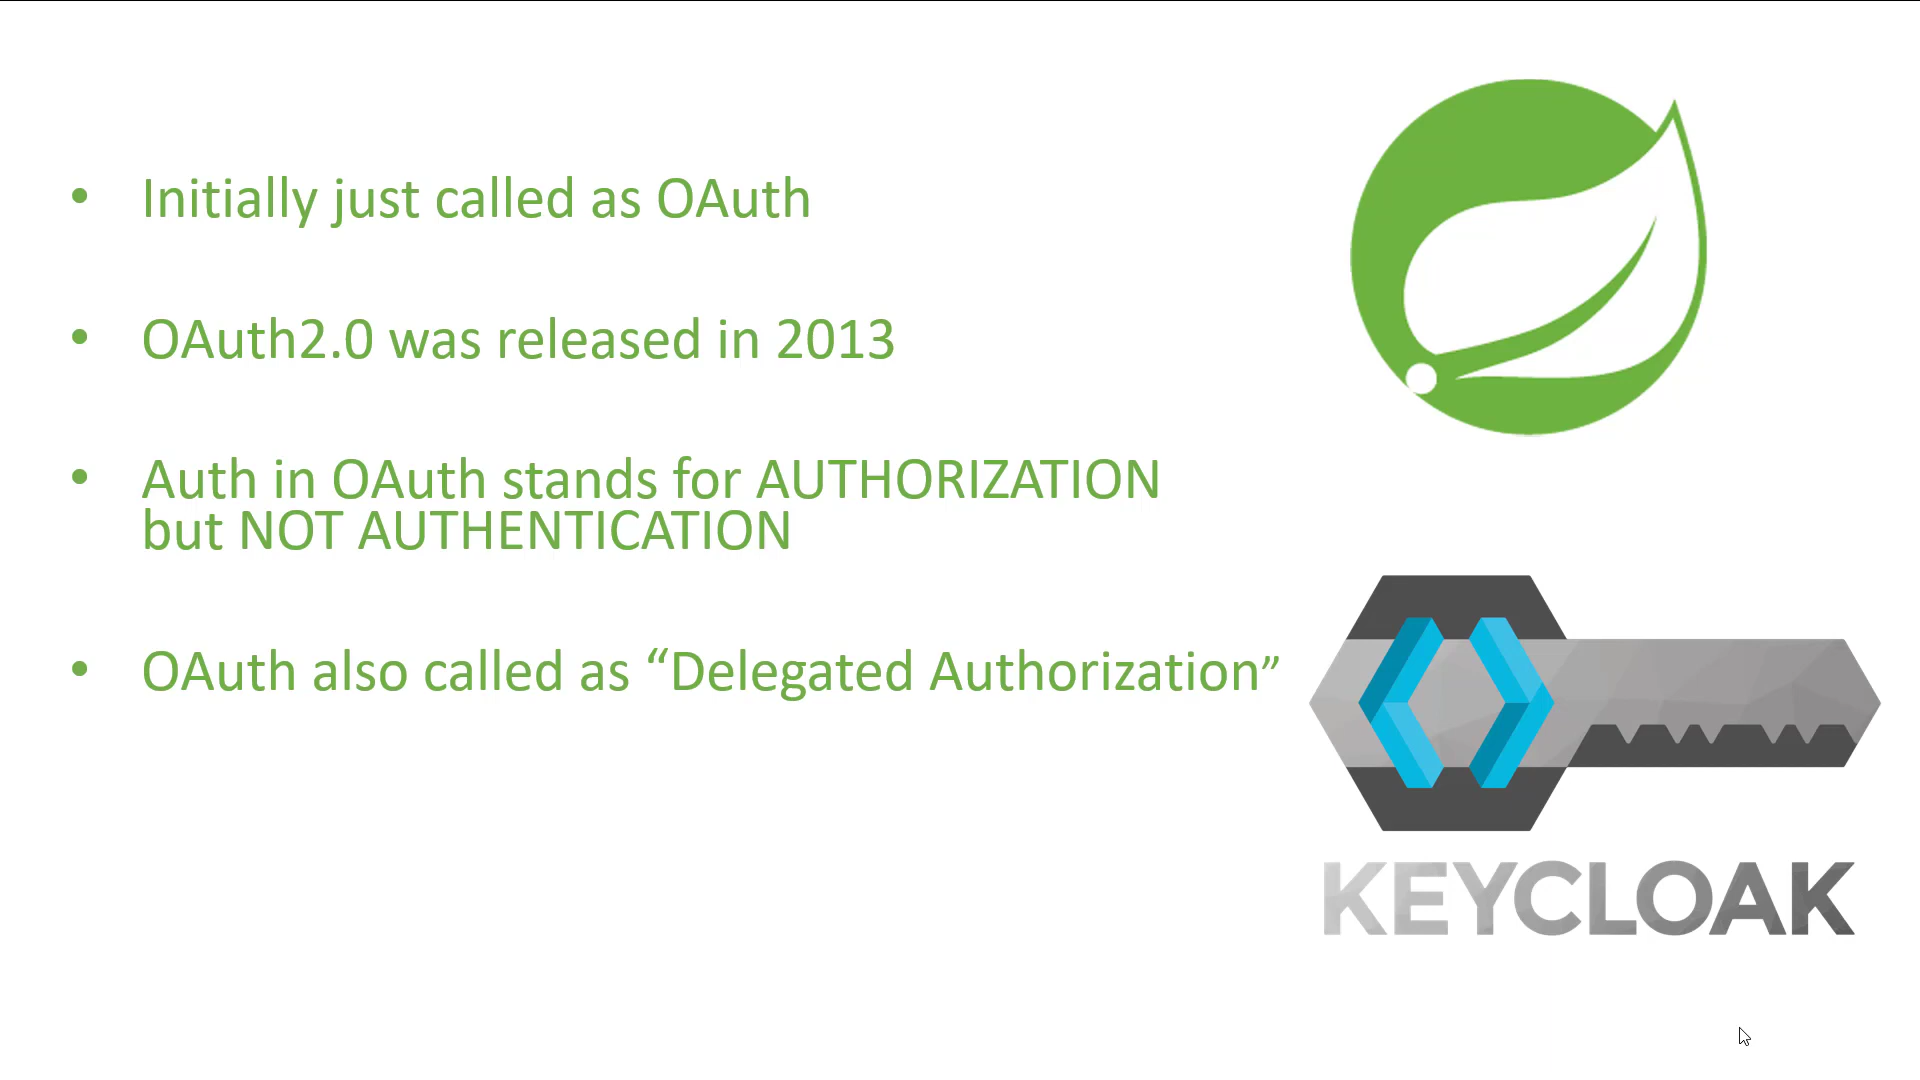 • Initially just called as OAuth
• OAuth2.0 was released in 2013
• Auth in OAuth stands for AUTHORIZATION
but NOT AUTHENTICATION
• OAuth also called as “Delegated Authorization”
KEYCLOAK